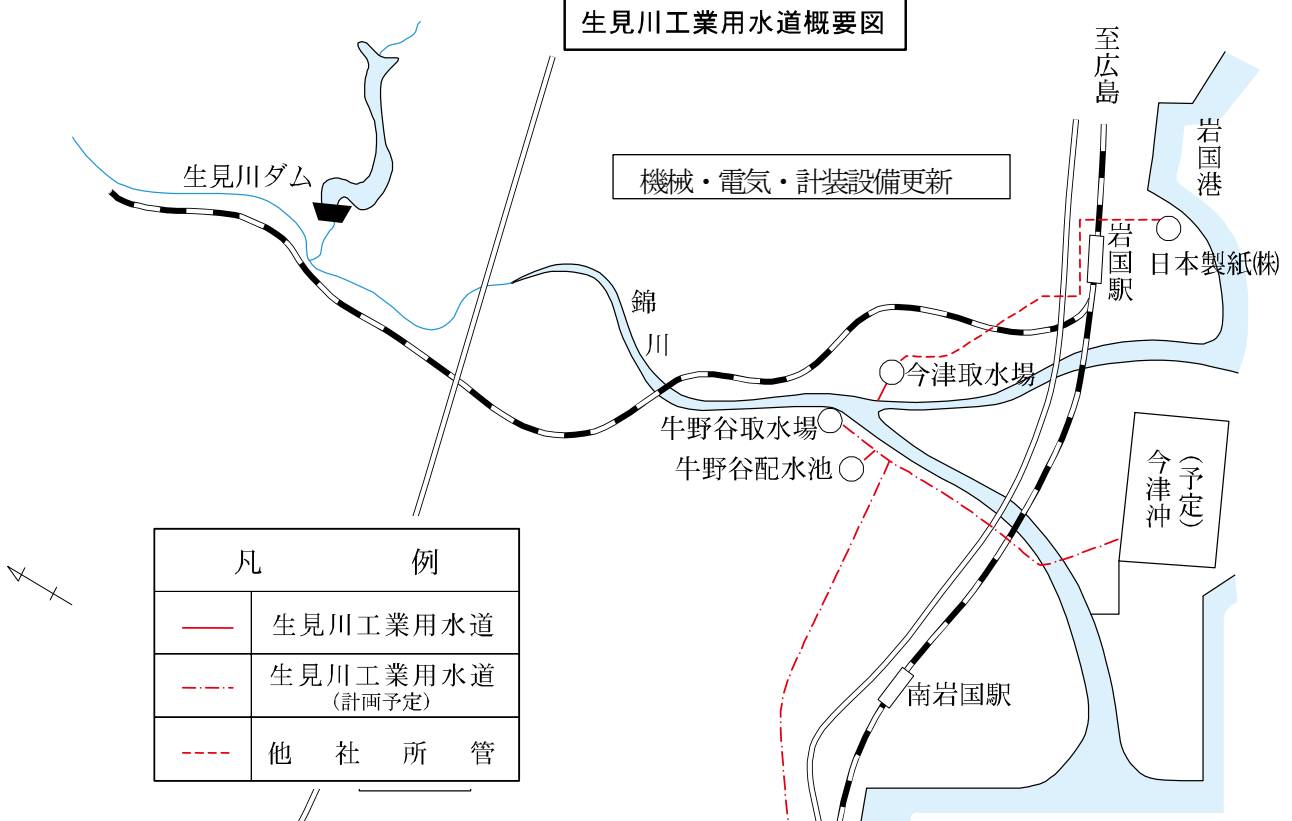 生見川工業用水道概要図
至広島
岩国港
生見川ダム
機械・電気・計装設備更新
岩国駅
日本製紙㈱
錦川
今津取水場
牛野谷取水場
牛野谷配水池
(予定)
今津沖
凡 例
生見川工業用水道
生見川工業用水道
(計画予定)
他社所管
南岩国駅